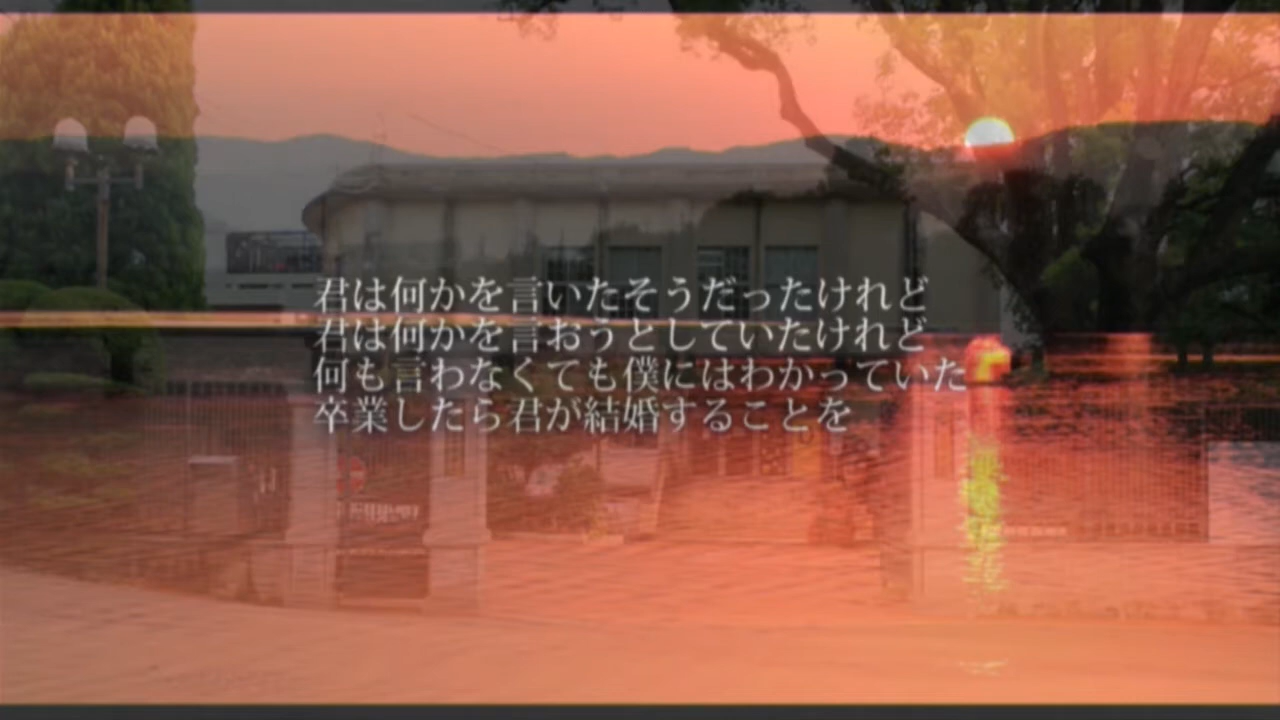 君は何かを言いたそうだったけれど
君は何かを言おうとしていたけれど
何も言わなくても僕にはわかっていた
卒業したら君が結婚することを